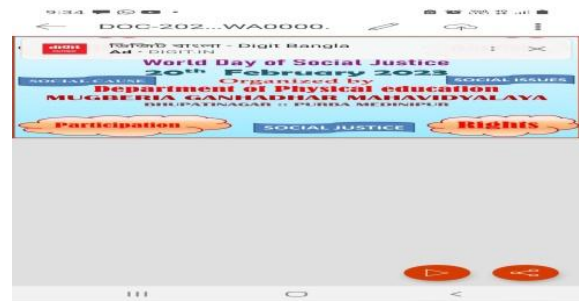 9:34
DOC-202...WA0000.
ডিজিট বাংলা - Digit Bangla
Ad • DIGIT.IN
World Day of Social Justice
20th February 2023
SOCIAL CAUSE
Organized by
SOCIAL ISSUES
Department of Physical education
MUGBERIA GANGADHAR MAHAVIDYALAYA
BHUPATINAGAR :: PURBA MEDINIPUR
Participation
SOCIAL JUSTICE
Rights